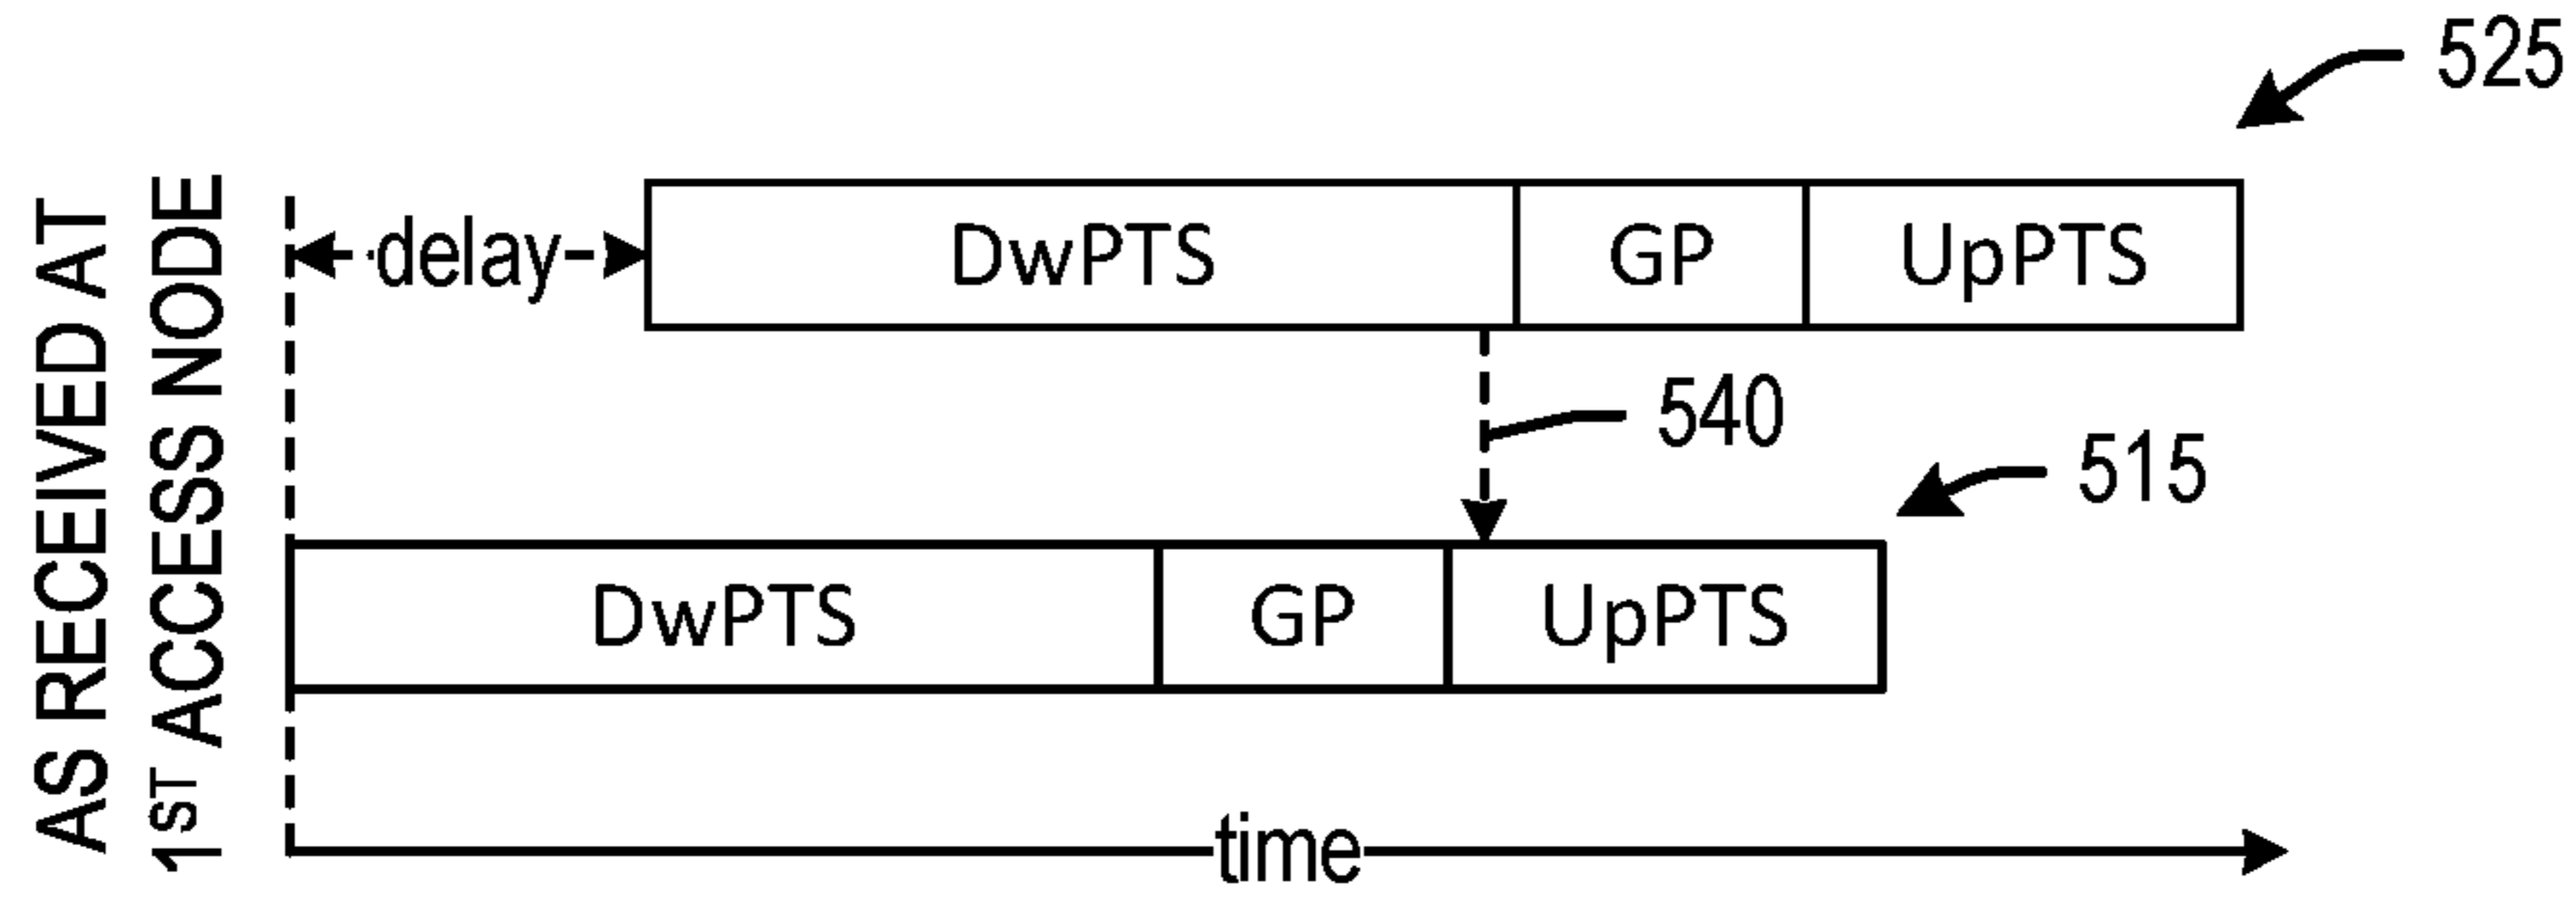 AS RECEIVED AT
1ST ACCESS NODE
525
delay
DwPTS GP UpPTS
540
515
DwPTS GP UpPTS
time